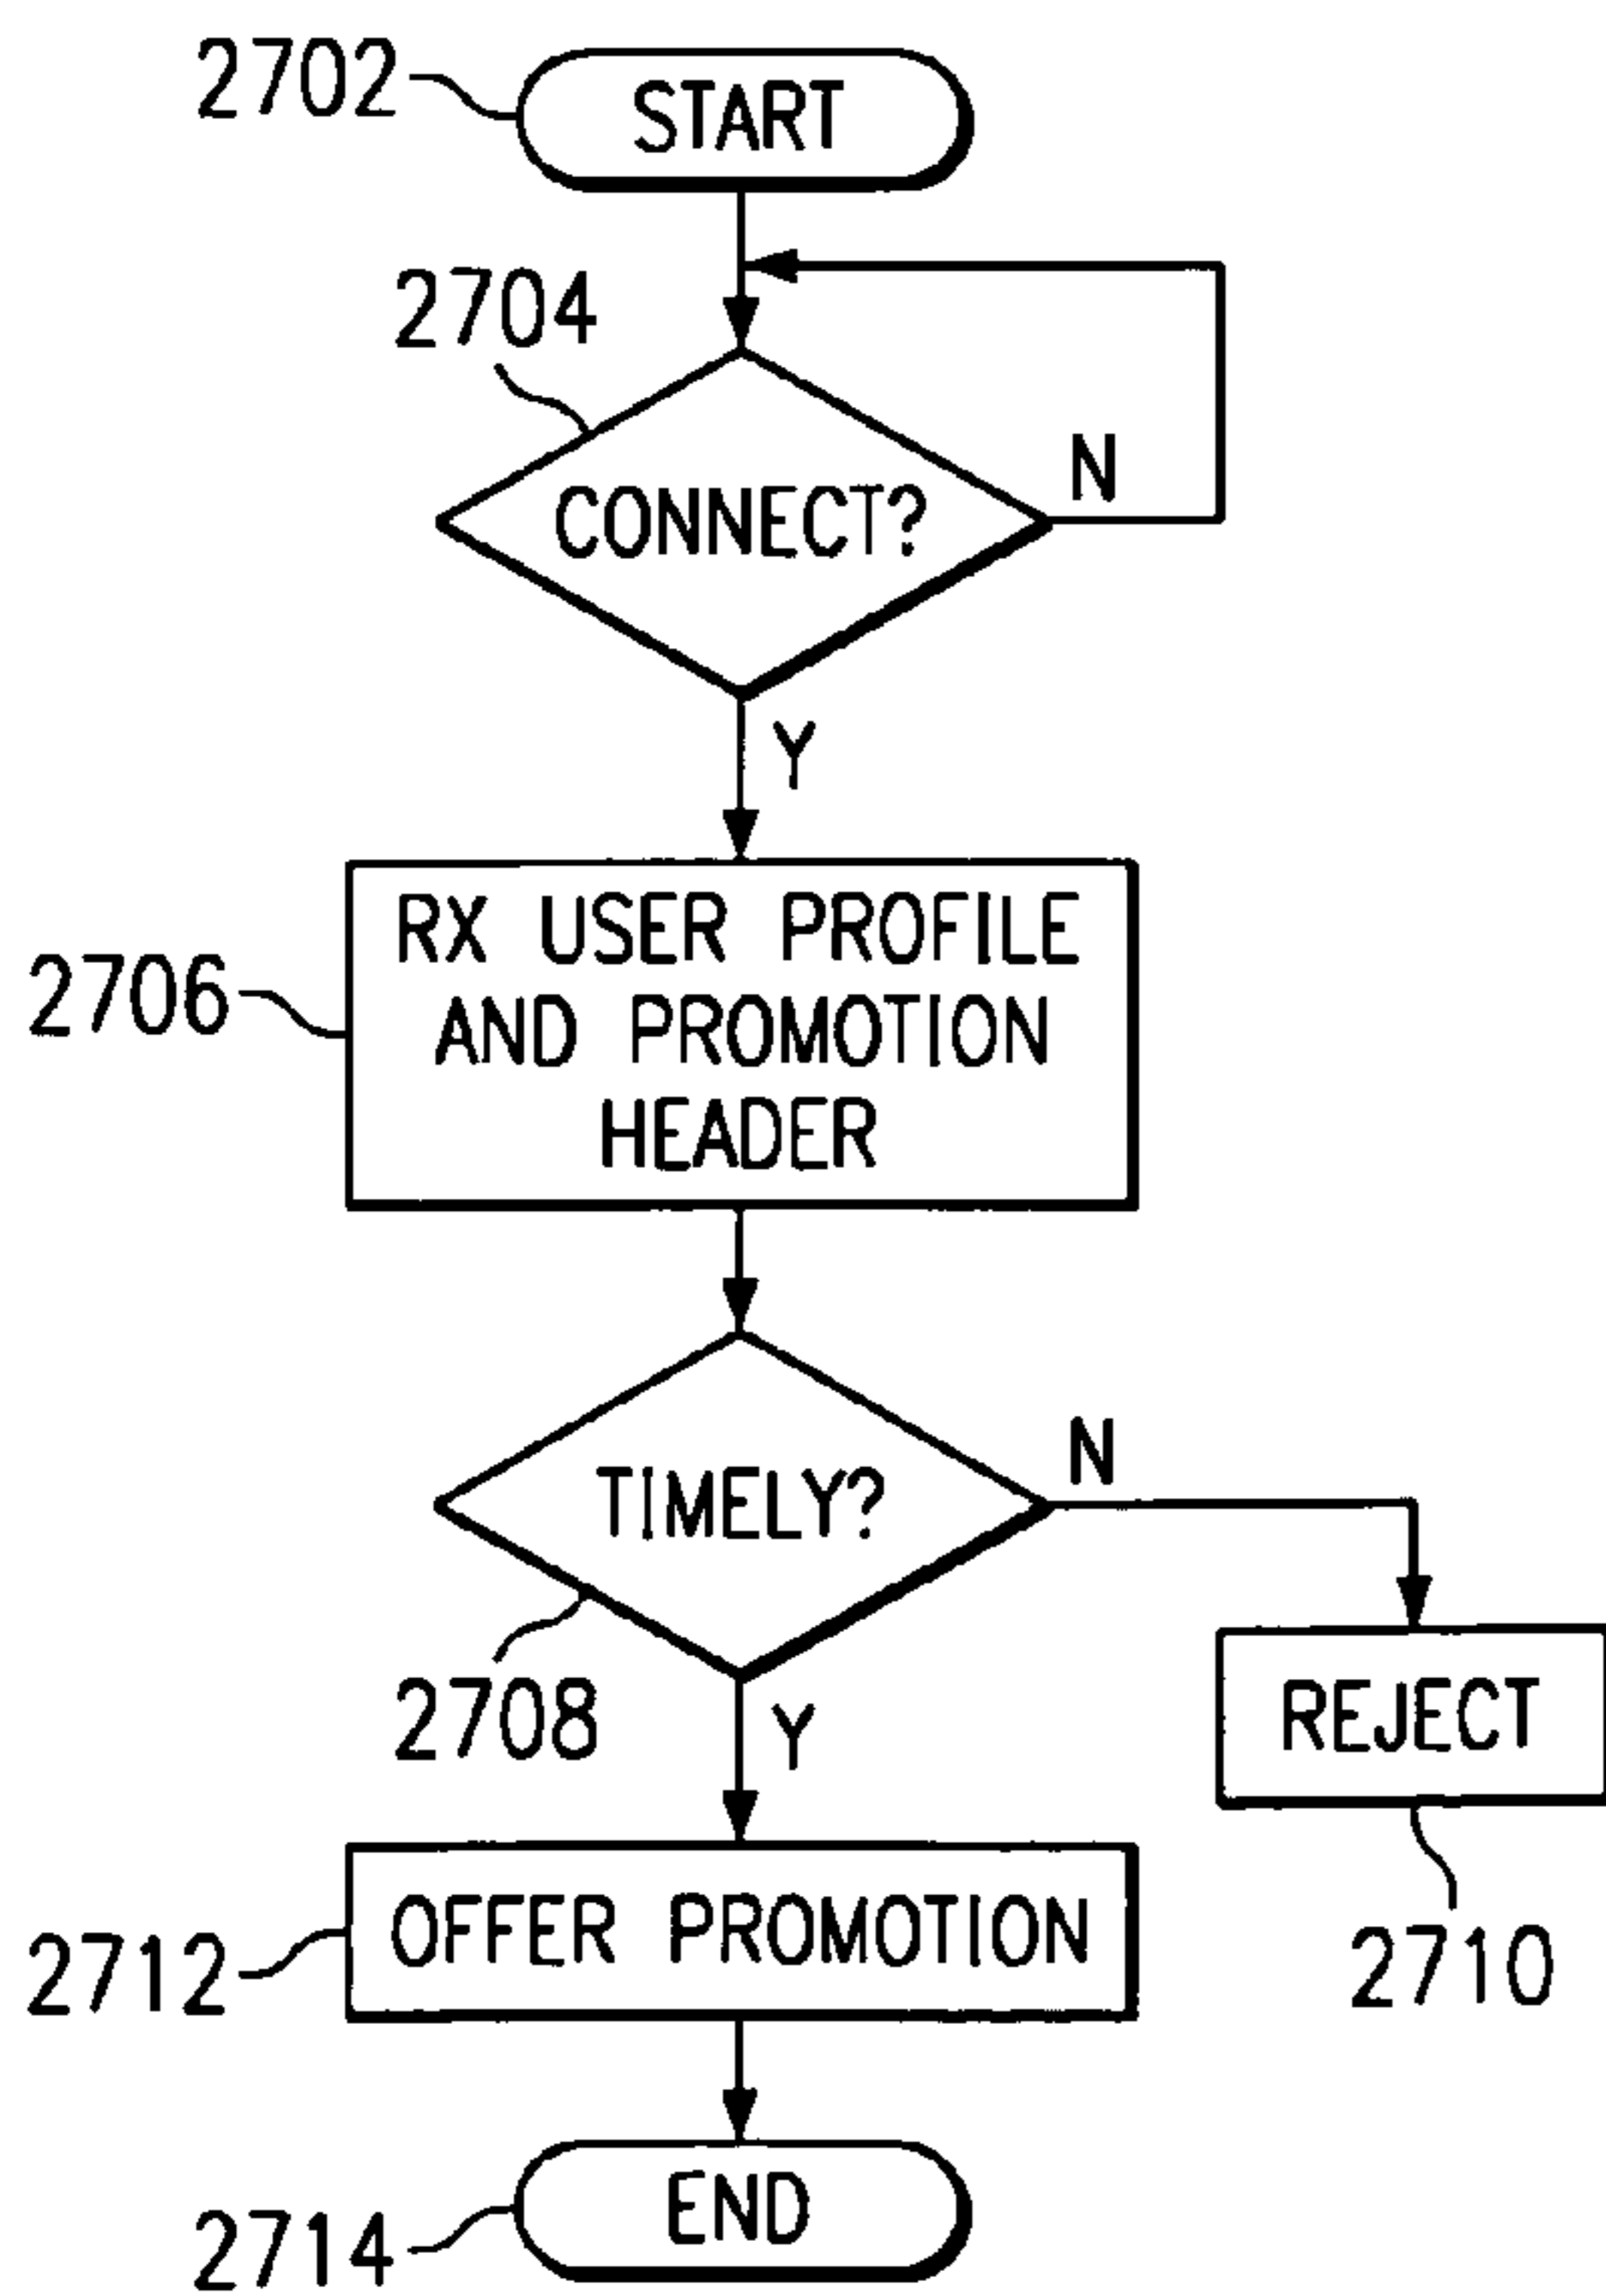 2702
START
2704
CONNECT?
N
Y
2706
RX USER PROFILE
AND PROMOTION
HEADER
TIMELY?
N
2708
Y
REJECT
2710
2712
OFFER PROMOTION
END
2714